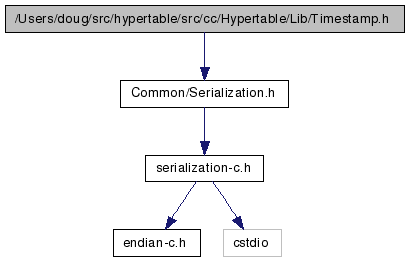 /Users/doug/src/hypertable/src/cc/Hypertable/Lib/Timestamp.h
Common/Serialization.h
serialization-c.h
endian-c.h
cstdio